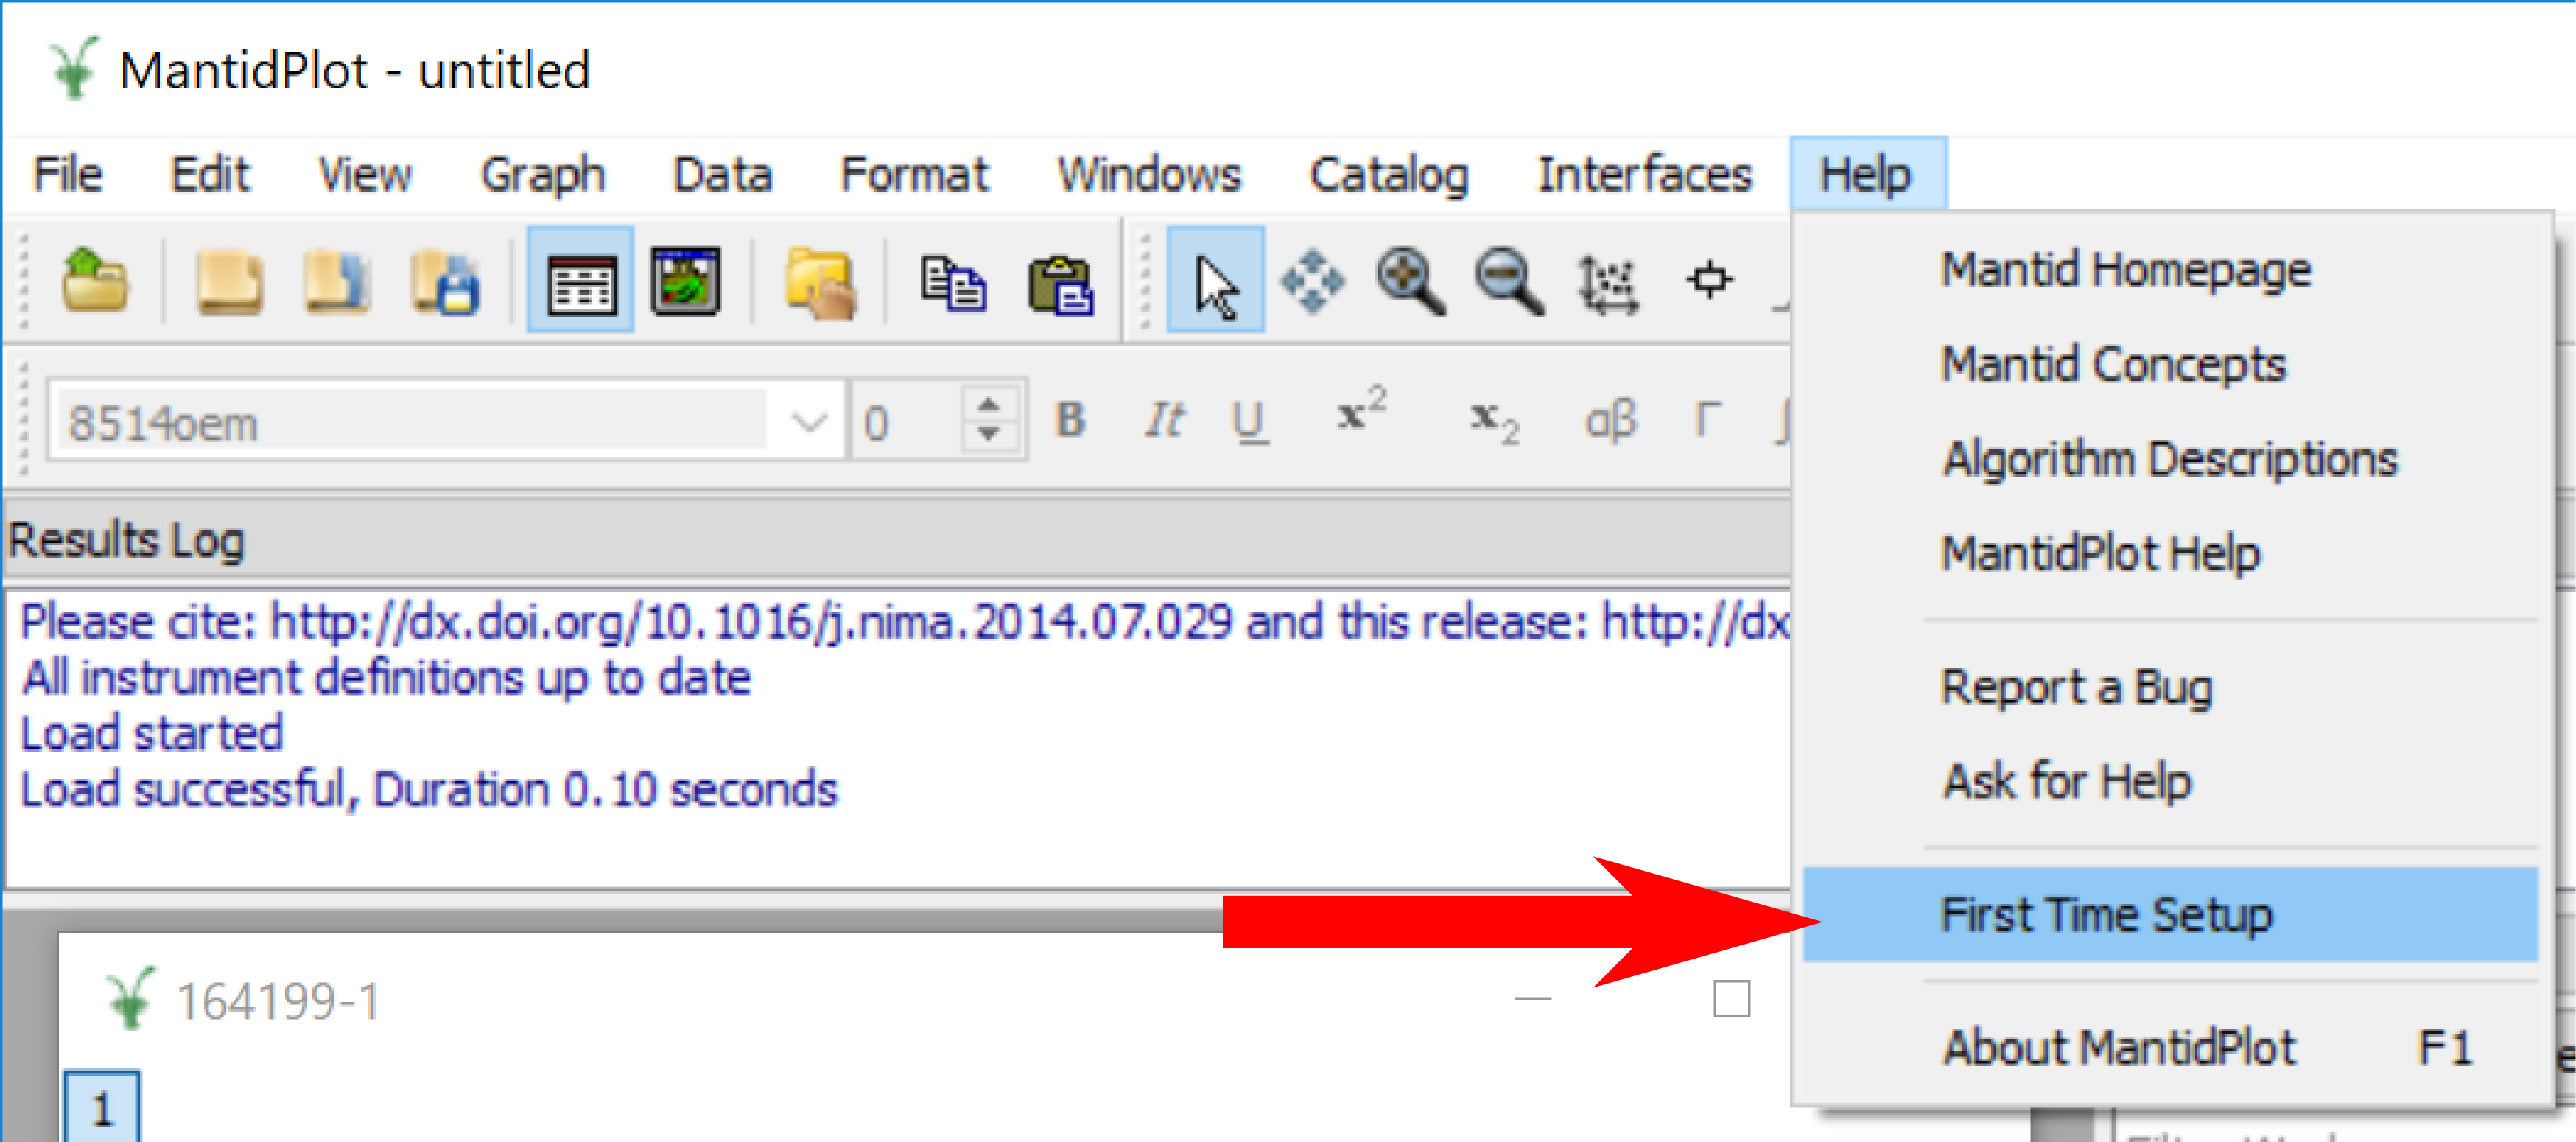 MantidPlot - untitled
File Edit View Graph Data Format Windows Catalog Interfaces Help
8514oem 0 B It U x2 x2 αβ Γ
Results Log
Please cite: http://dx.doi.org/10.1016/j.nima.2014.07.029 and this release: http://dx
All instrument definitions up to date
Load started
Load successful, Duration 0.10 seconds
164199-1
1
Mantid Homepage
Mantid Concepts
Algorithm Descriptions
MantidPlot Help
Report a Bug
Ask for Help
First Time Setup
About MantidPlot F1